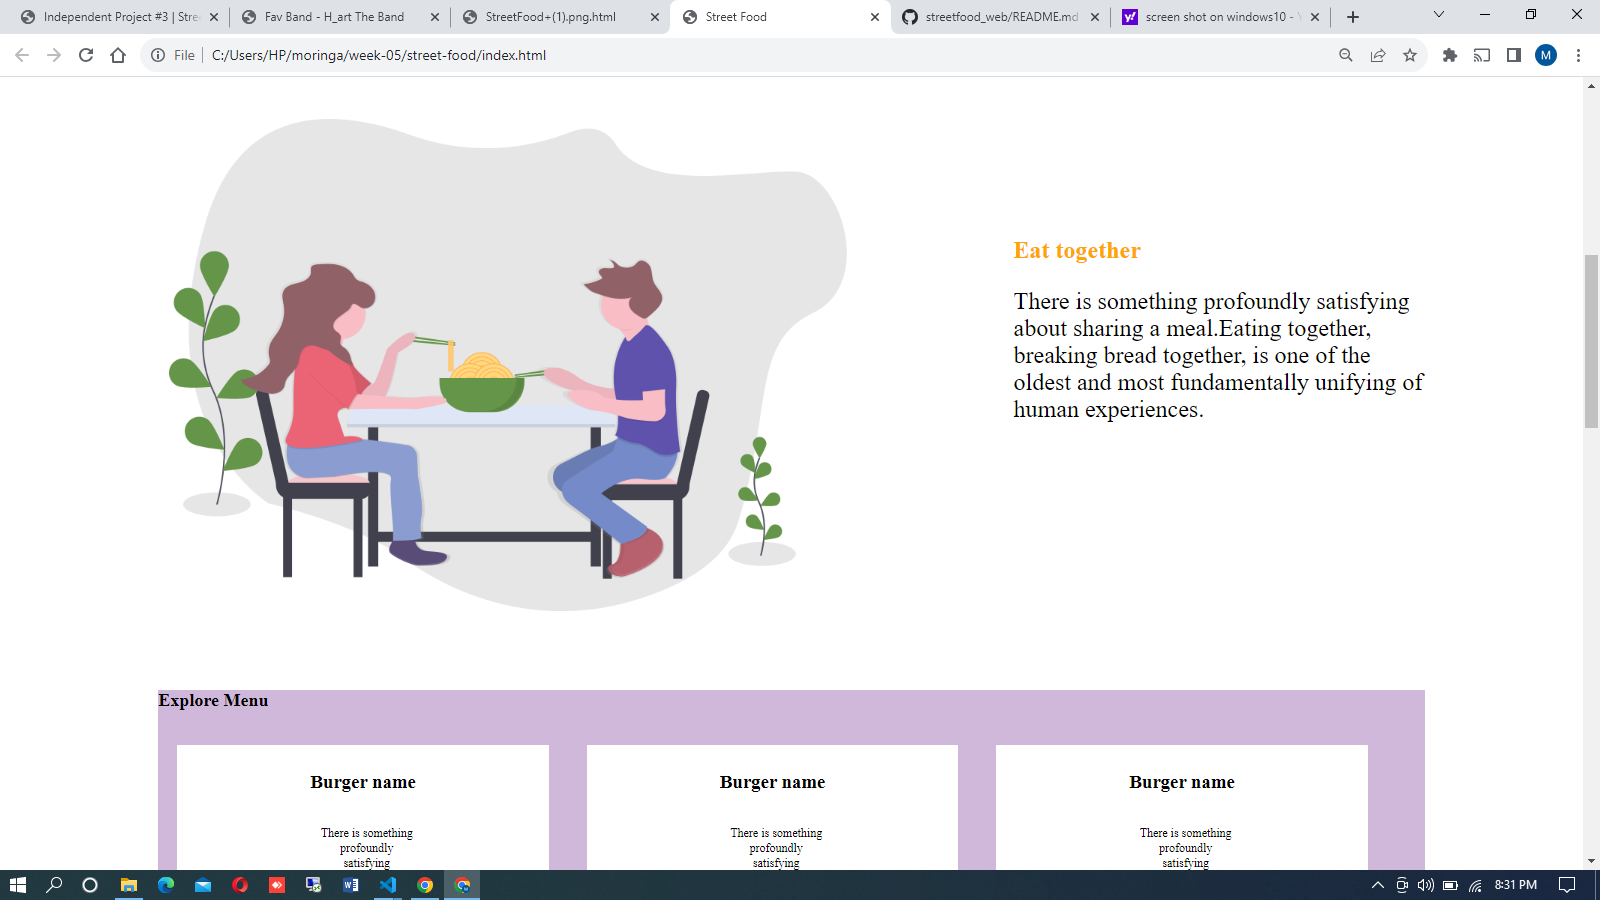 Independent Project #3 | Stre
Fav Band - H_art The Band
StreetFood+(1).png.html
Street Food
streetfood_web/README.md
screen shot on windows10 - Y
File
C:/Users/HP/moringa/week-05/street-food/index.html
M
Eat together
There is something profoundly satisfying
about sharing a meal.Eating together,
breaking bread together, is one of the
oldest and most fundamentally unifying of
human experiences.
Explore Menu
Burger name
There is something
profoundly
satisfying
Burger name
There is something
profoundly
satisfying
Burger name
There is something
profoundly
satisfying
8:31 PM